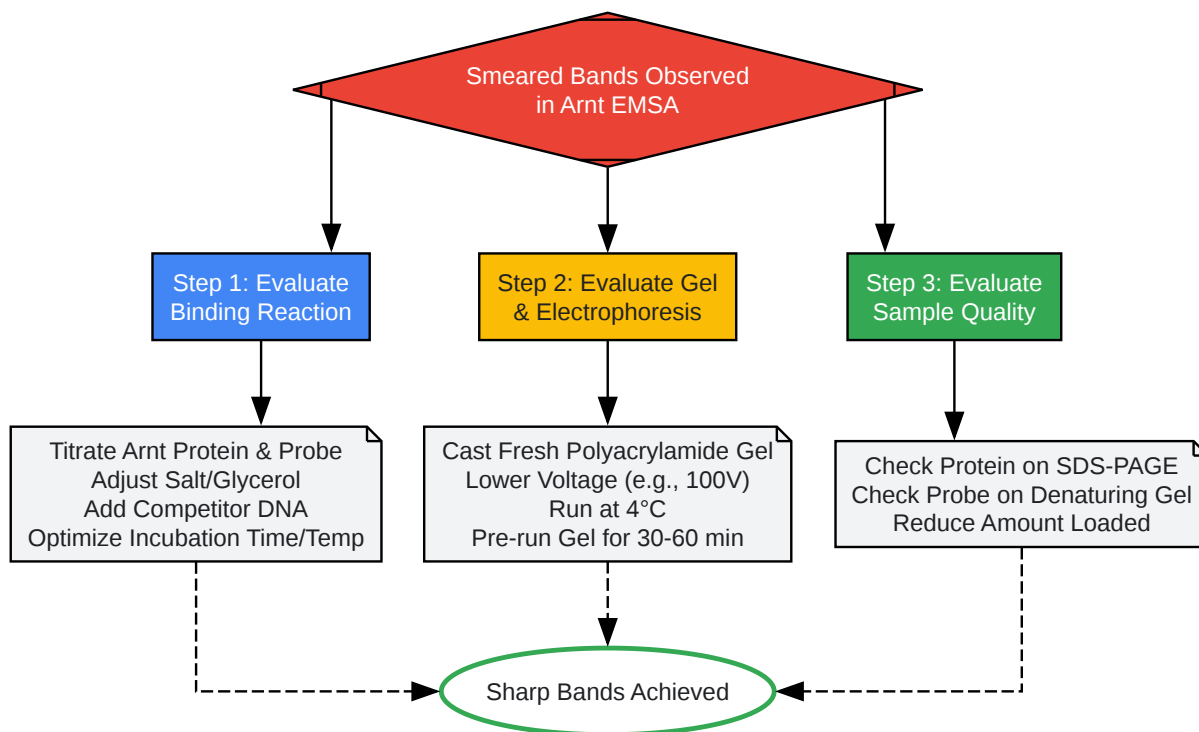 Smeared Bands Observed
in Arnt EMSA
Step 1: Evaluate
Binding Reaction
Step 2: Evaluate Gel
& Electrophoresis
Step 3: Evaluate
Sample Quality
Titrate Arnt Protein & Probe
Adjust Salt/Glycerol
Add Competitor DNA
Optimize Incubation Time/Temp
Cast Fresh Polyacrylamide Gel
Lower Voltage (e.g., 100V)
Run at 4°C
Pre-run Gel for 30-60 min
Check Protein on SDS-PAGE
Check Probe on Denaturing Gel
Reduce Amount Loaded
Sharp Bands Achieved